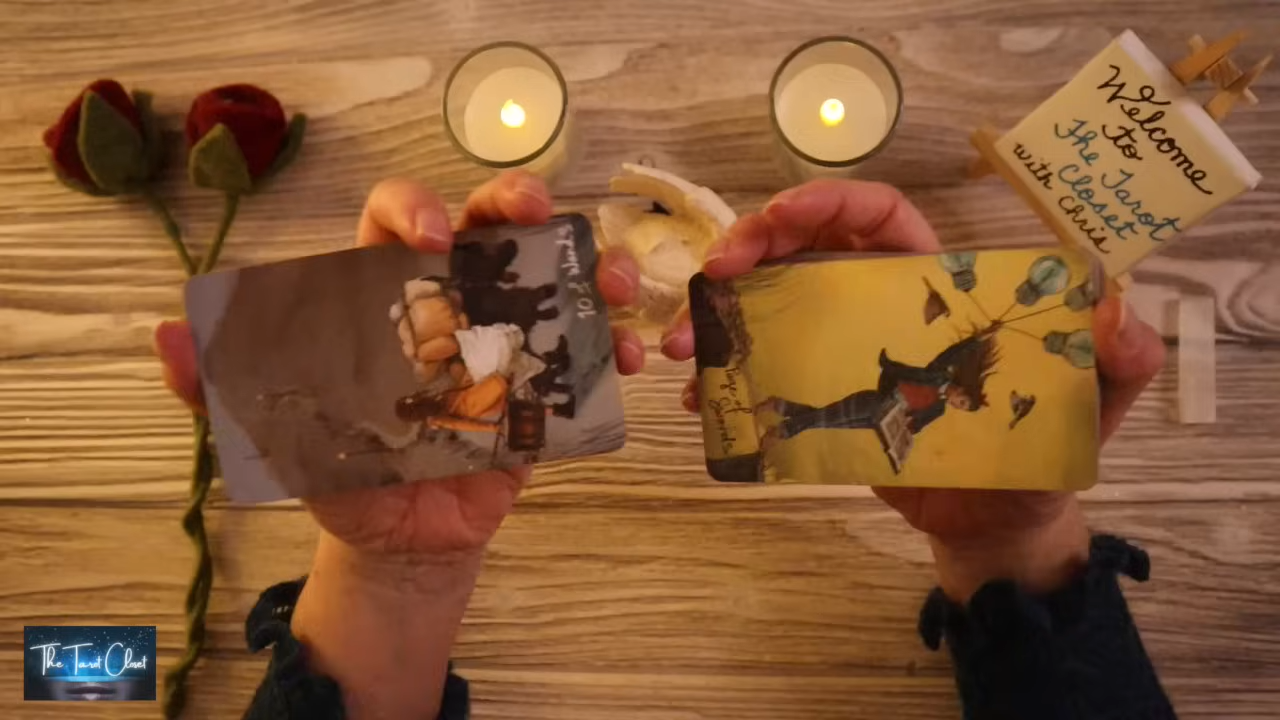 Welcome
to
The Tarot
Closet
with Chris
10 of Wands
Page of
Swords
The Tarot Closet